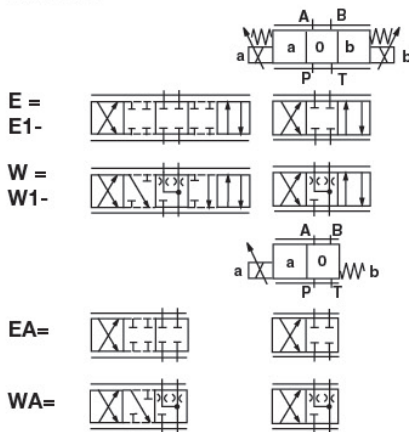 A B
a 0 b
a b
P T
E =
E1-
W =
W1-
A B
a 0
a b
P T
EA=
WA=